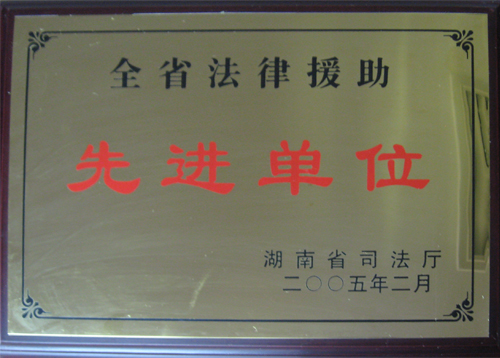 全省法律援助
先进单位
湖南省司法厅
二〇〇五年二月